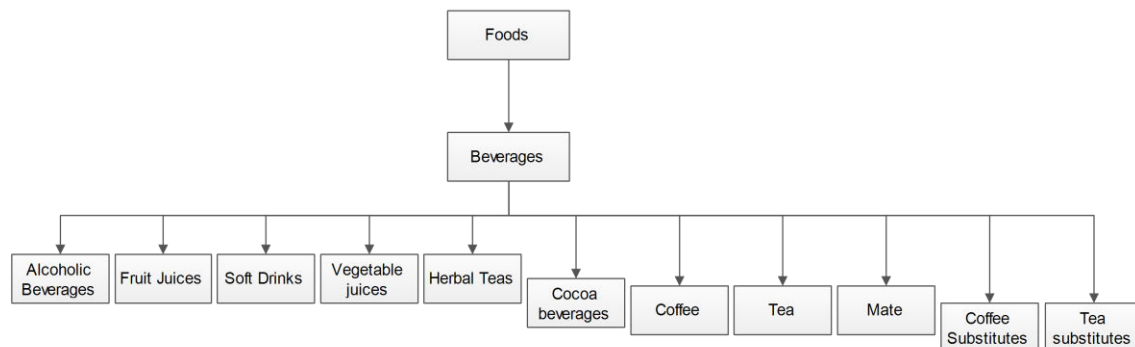 Foods
Beverages
Alcoholic
Beverages
Fruit Juices
Soft Drinks
Vegetable
juices
Herbal Teas
Cocoa
beverages
Coffee
Tea
Mate
Coffee
Substitutes
Tea
substitutes